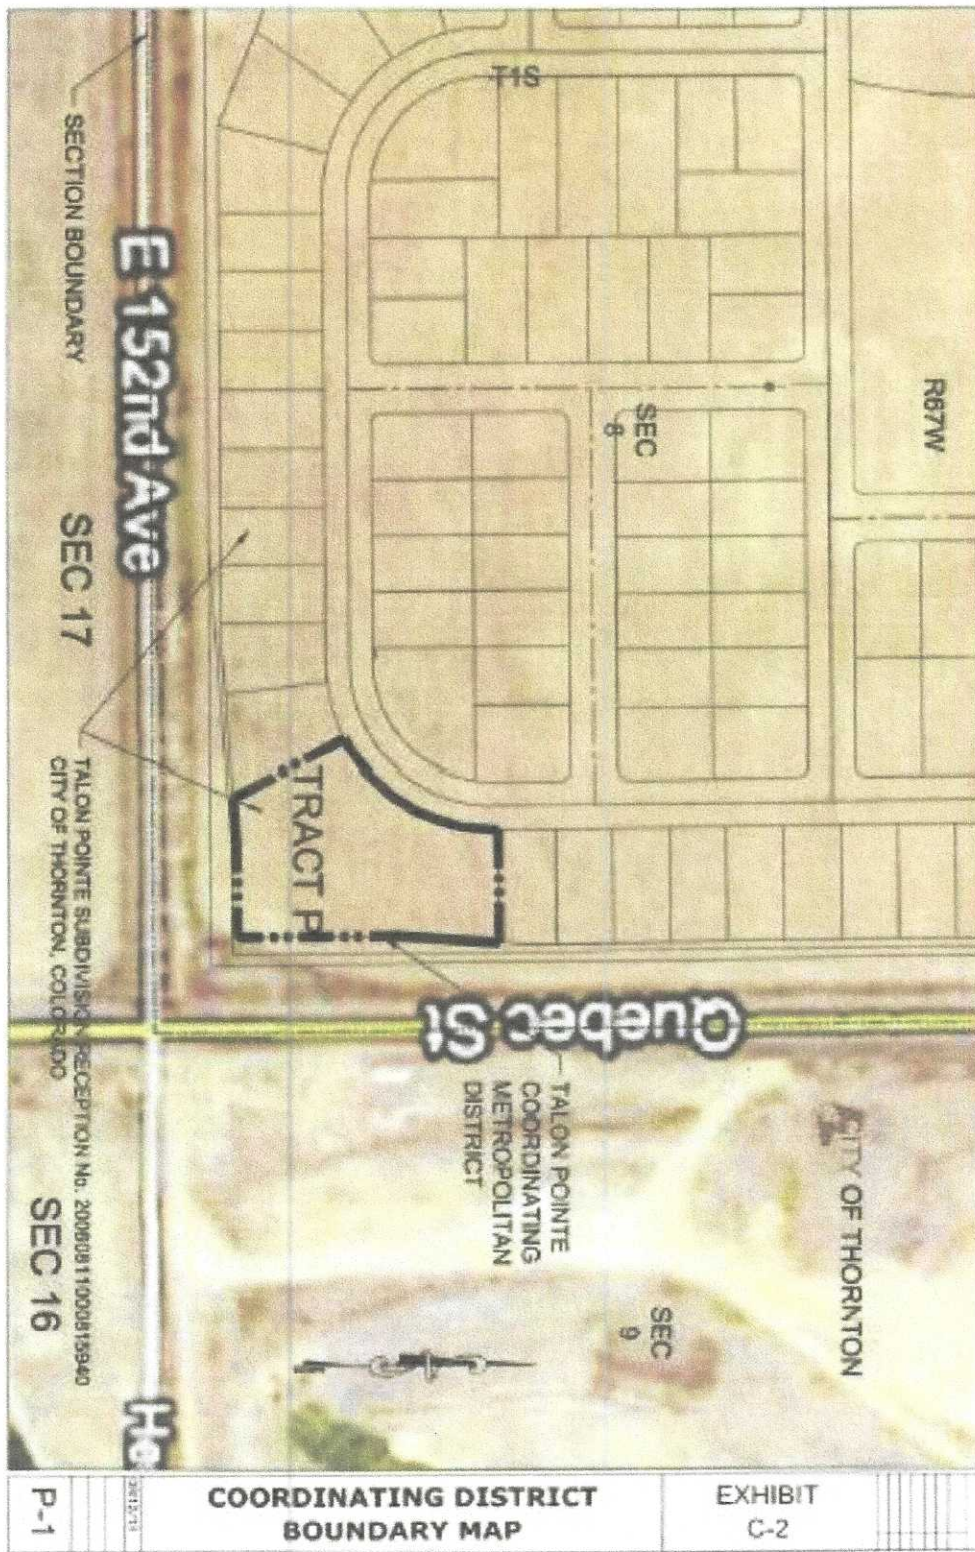 T1S
R67W
SECTION BOUNDARY
E 152nd Ave
SEC
8
SEC 17
TRACT P
TALON POINTE SUBDIVISION RECEPTION No.
CITY OF THORNTON, COLORADO
Quebec St
TALON POINTE
COORDINATING
METROPOLITAN
DISTRICT
CITY OF THORNTON
SEC
9
SEC 16
He
P-1
COORDINATING DISTRICT
BOUNDARY MAP
EXHIBIT
C-2